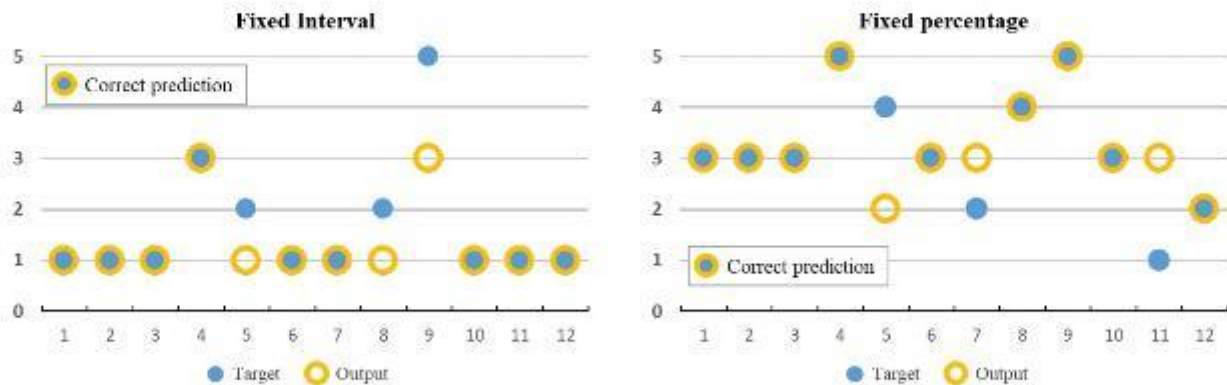 Fixed Interval
5
4
3
2
1
0
Correct prediction
1 2 3 4 5 6 7 8 9 10 11 12
Target Output
Fixed percentage
5
4
3
2
1
0
Correct prediction
1 2 3 4 5 6 7 8 9 10 11 12
Target Output